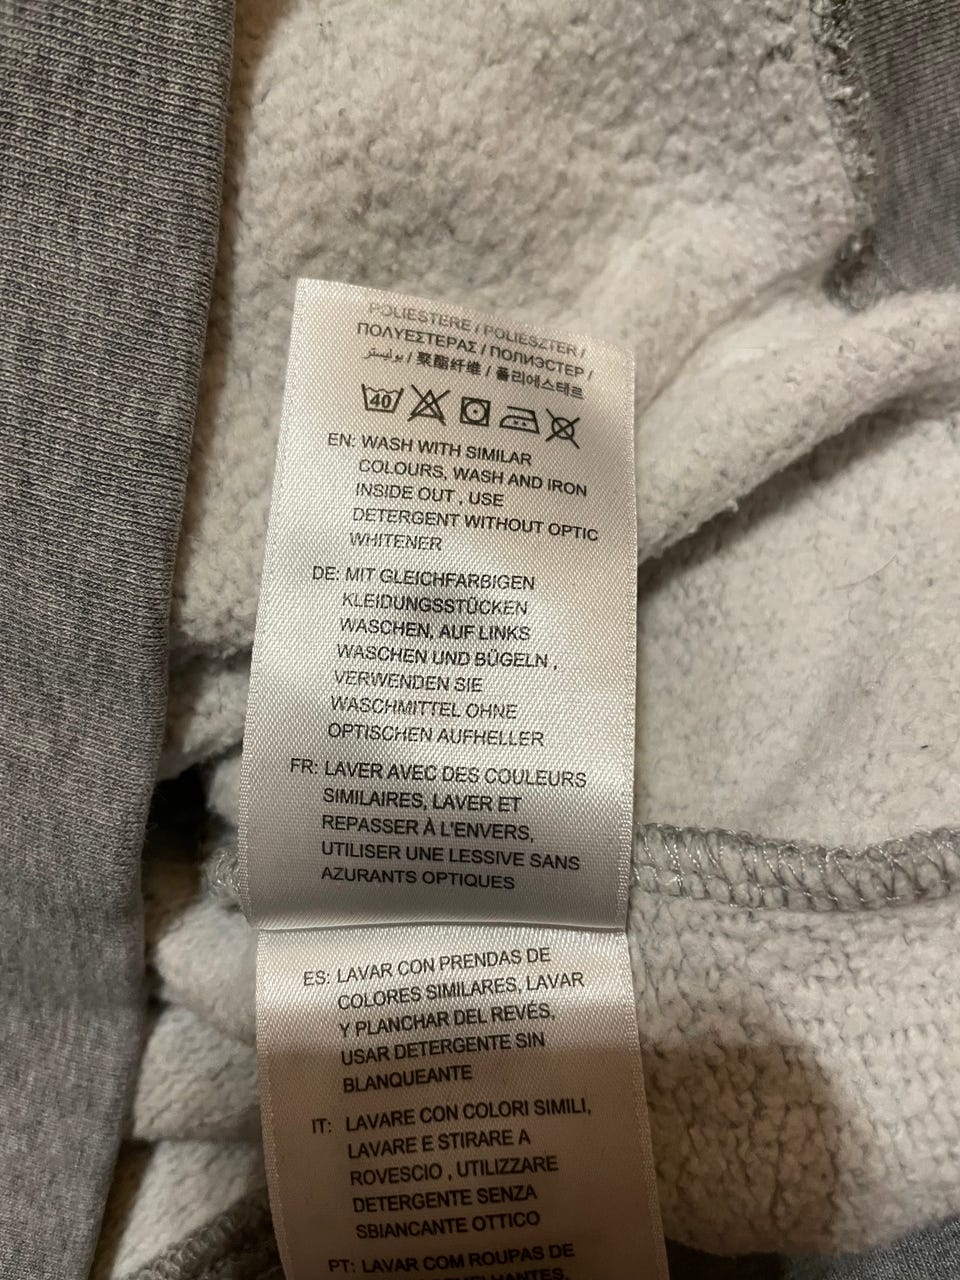 POLIESTERE / POLIESZTER /
ΠΟΛΥΕΣΤΕΡΑΣ / ПОЛИЭСТЕР /
بوليستر / 聚酯纤维 / 폴리에스테르
40
EN: WASH WITH SIMILAR
COLOURS, WASH AND IRON
INSIDE OUT , USE
DETERGENT WITHOUT OPTIC
WHITENER
DE: MIT GLEICHFARBIGEN
KLEIDUNGSSTÜCKEN
WASCHEN, AUF LINKS
WASCHEN UND BÜGELN ,
VERWENDEN SIE
WASCHMITTEL OHNE
OPTISCHEN AUFHELLER
FR: LAVER AVEC DES COULEURS
SIMILAIRES, LAVER ET
REPASSER À L'ENVERS,
UTILISER UNE LESSIVE SANS
AZURANTS OPTIQUES
ES: LAVAR CON PRENDAS DE
COLORES SIMILARES, LAVAR
Y PLANCHAR DEL REVÉS,
USAR DETERGENTE SIN
BLANQUEANTE
IT: LAVARE CON COLORI SIMILI,
LAVARE E STIRARE A
ROVESCIO , UTILIZZARE
DETERGENTE SENZA
SBIANCANTE OTTICO
PT: LAVAR COM ROUPAS DE